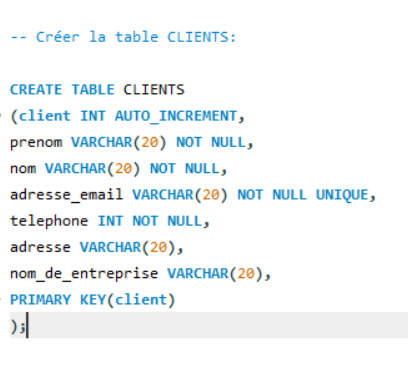 -- Créer la table CLIENTS:
CREATE TABLE CLIENTS
(client INT AUTO_INCREMENT,
prenom VARCHAR(20) NOT NULL,
nom VARCHAR(20) NOT NULL,
adresse_email VARCHAR(20) NOT NULL UNIQUE,
telephone INT NOT NULL,
adresse VARCHAR(20),
nom_de_entreprise VARCHAR(20),
PRIMARY KEY(client)
);